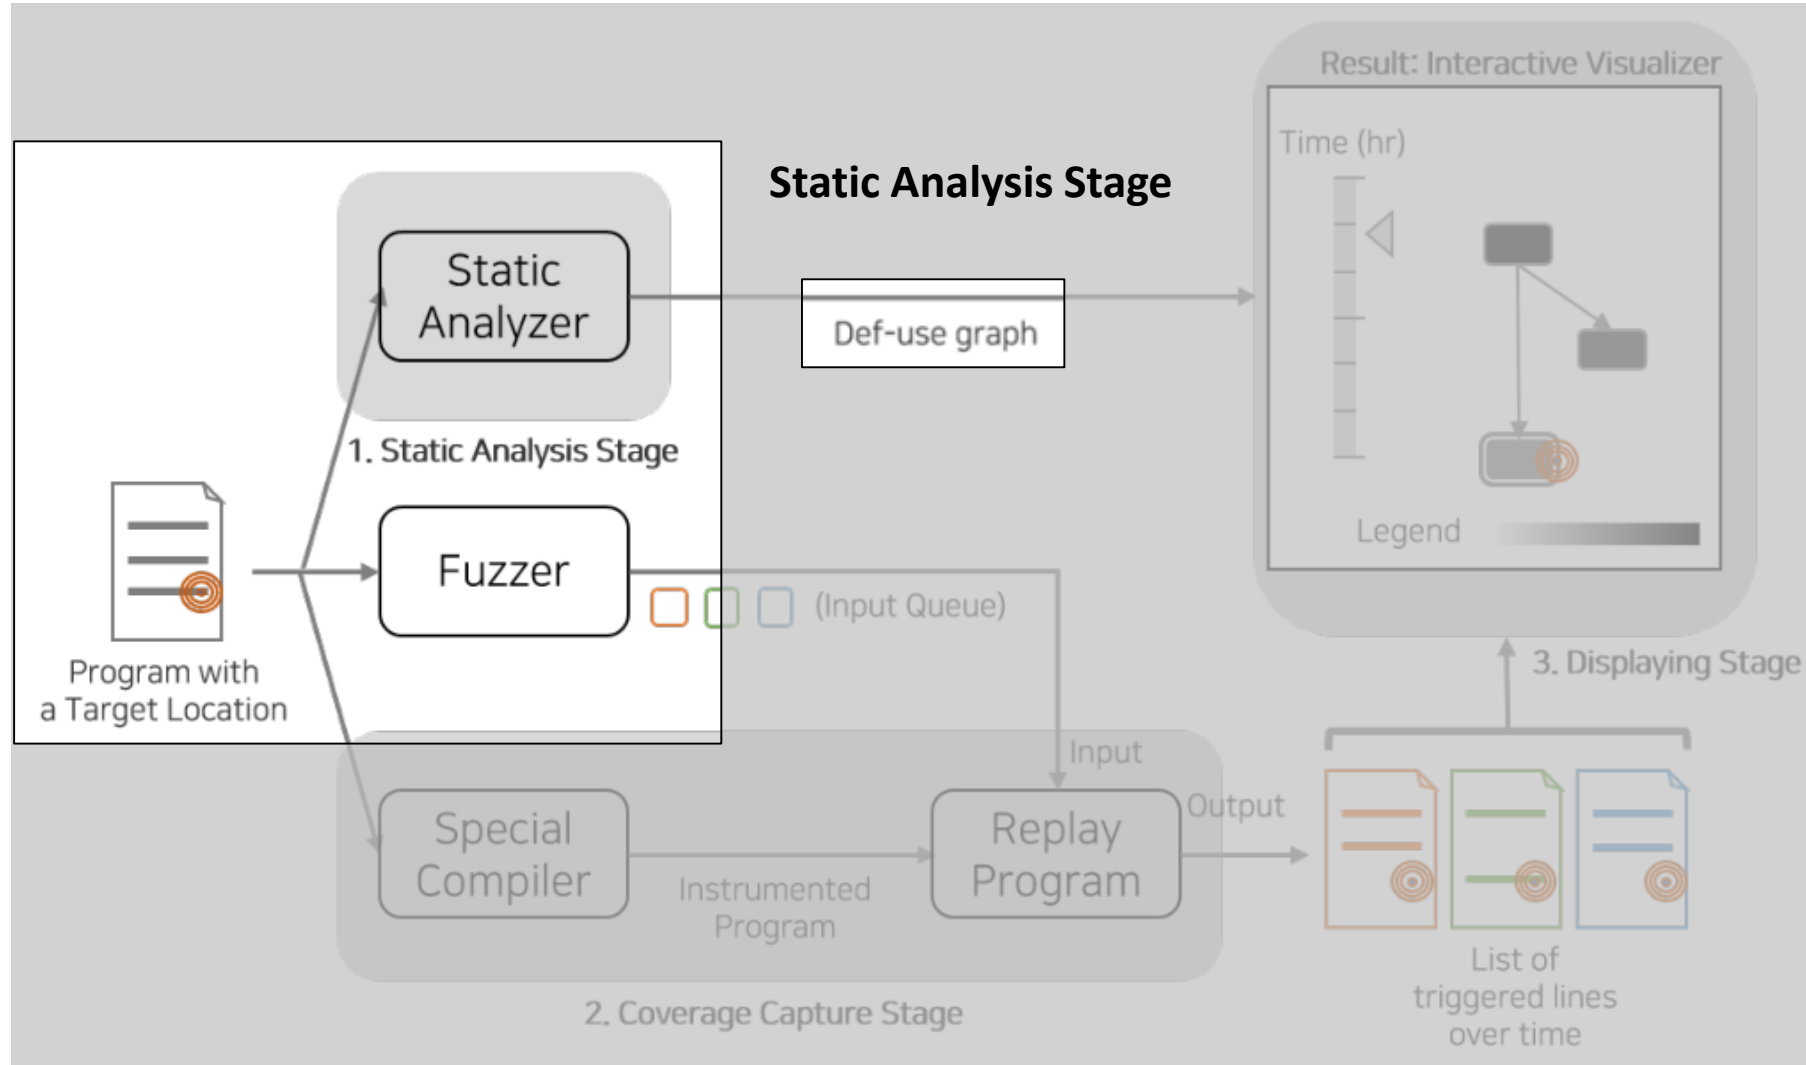 Result: Interactive Visualizer
Time (hr)
Static Analysis Stage
Static
Analyzer
Def-use graph
1. Static Analysis Stage
Legend
Fuzzer
(Input Queue)
Program with
a Target Location
3. Displaying Stage
Input
Output
Special
Compiler
Instrumented
Program
Replay
Program
List of
triggered lines
over time
2. Coverage Capture Stage